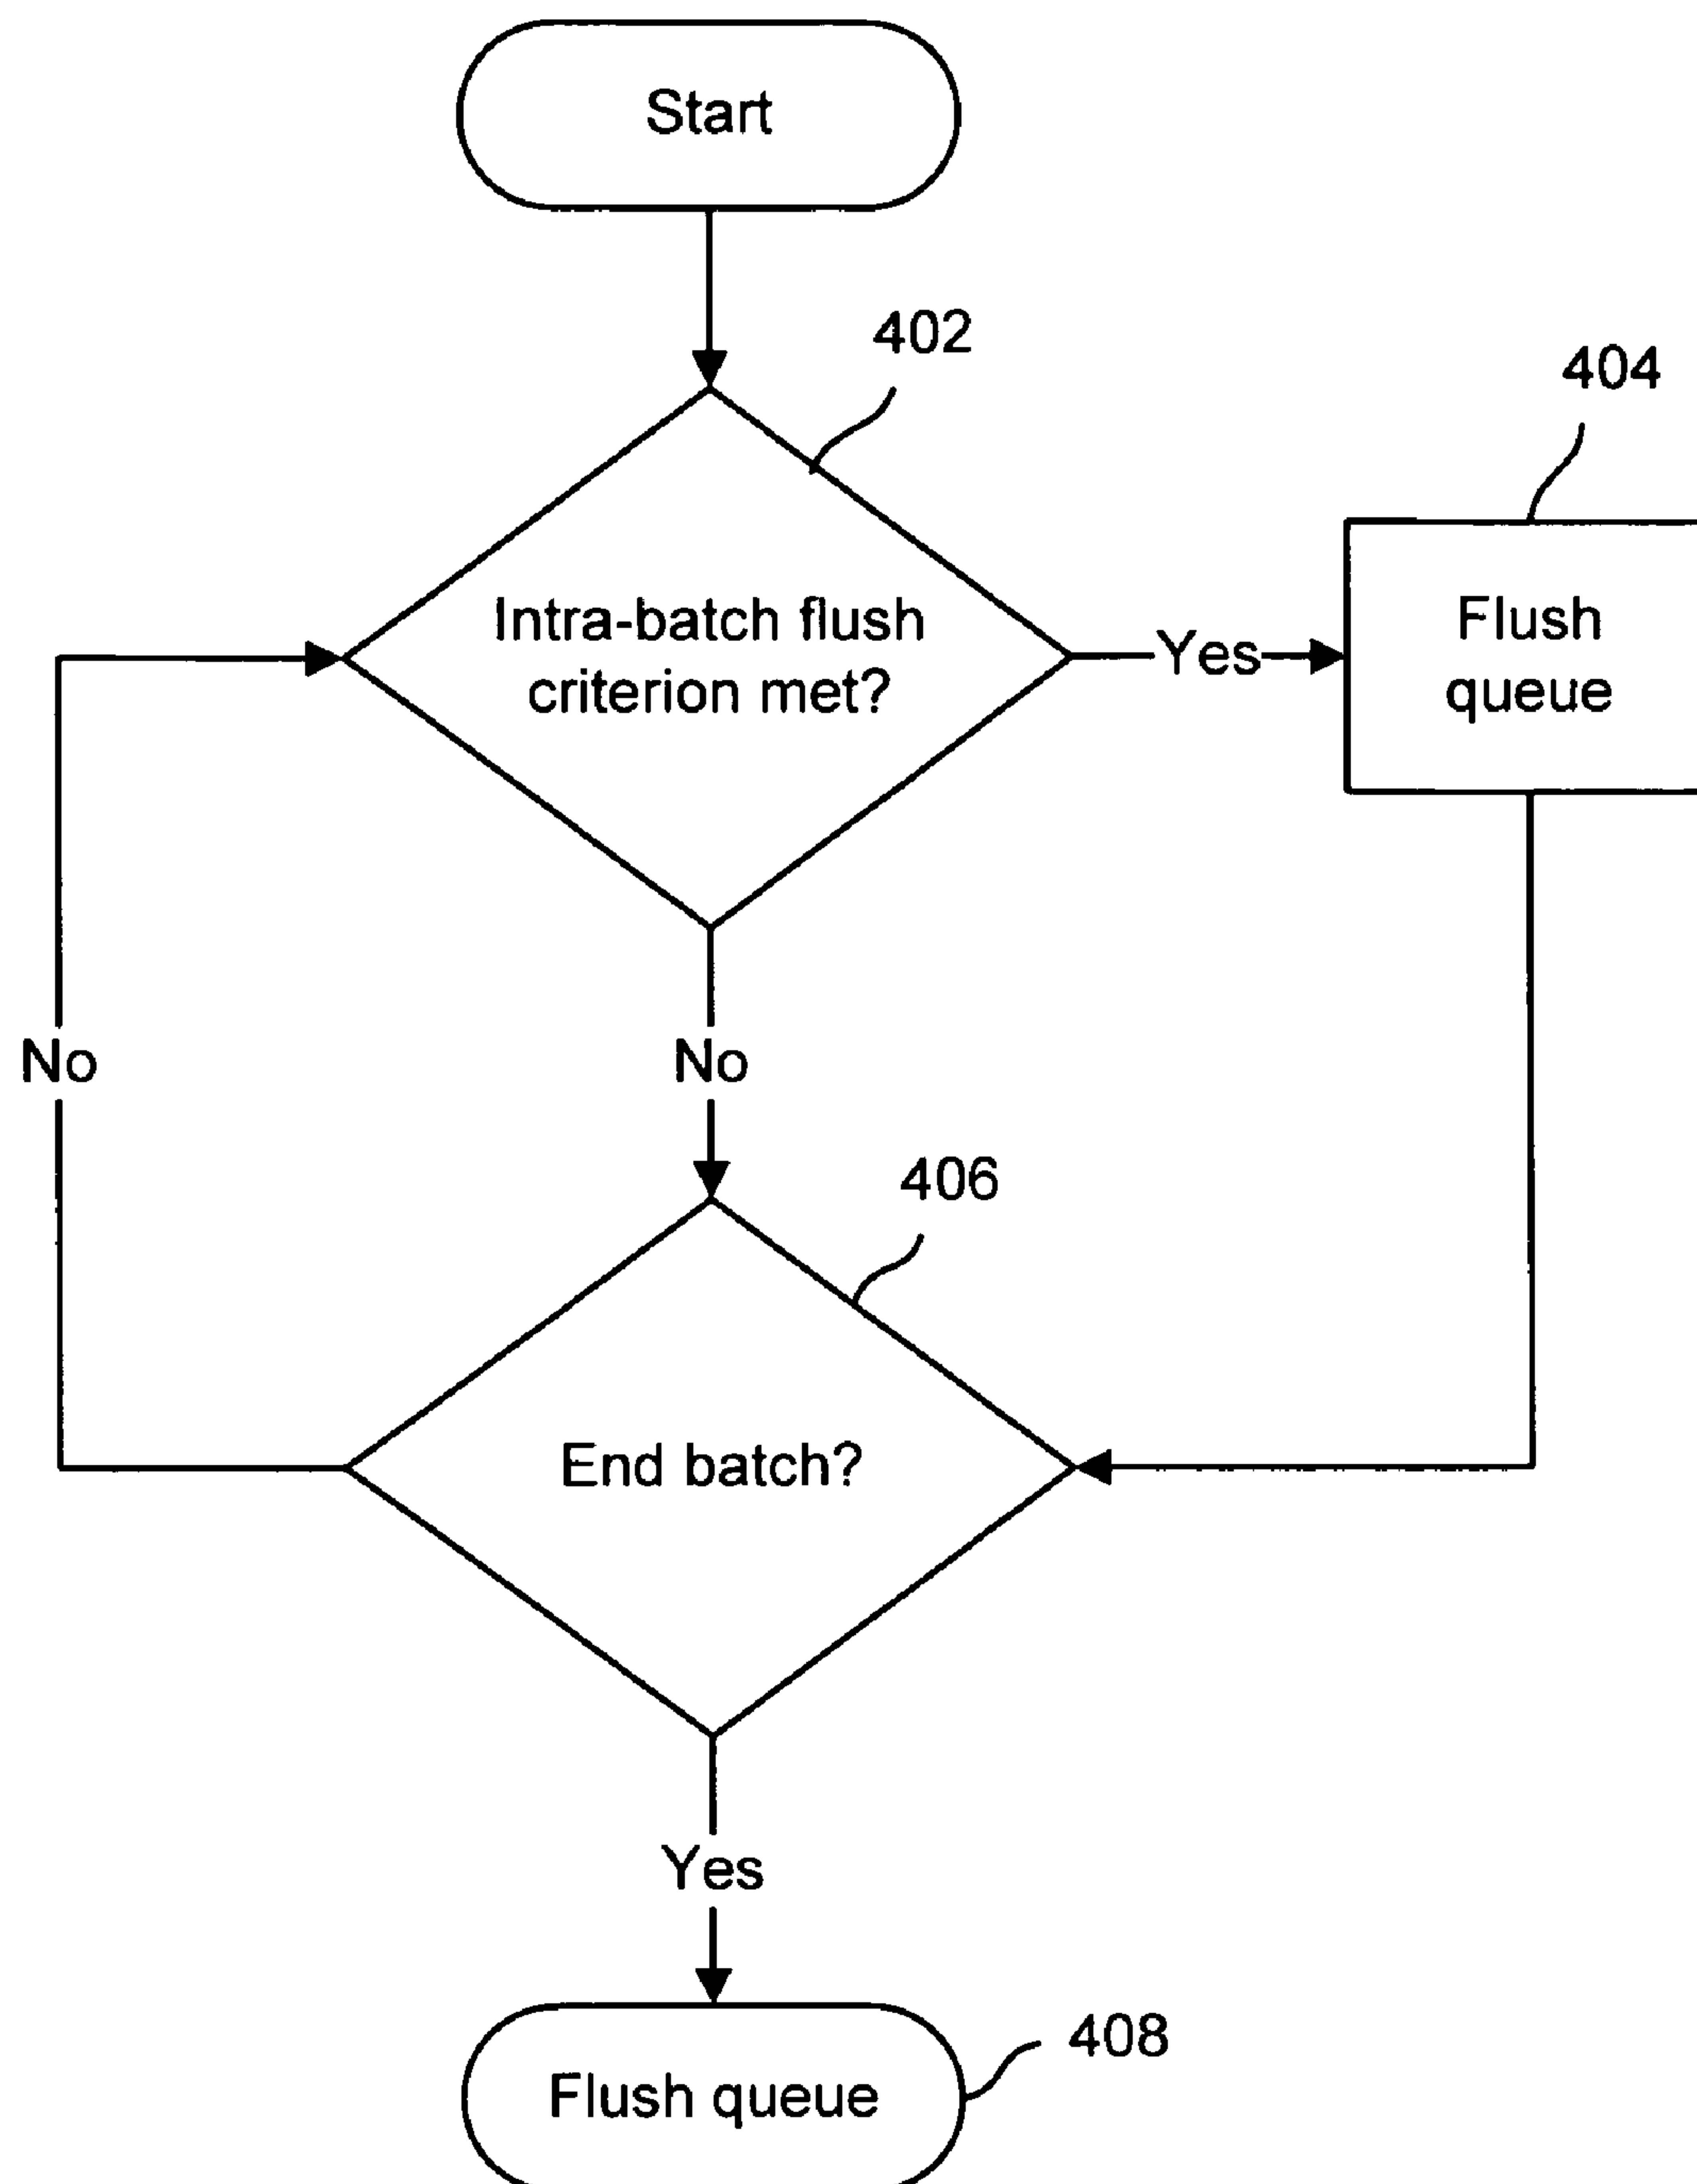 Start
402
404
Intra-batch flush
criterion met?
Yes
Flush
queue
No
No
406
End batch?
Yes
408
Flush queue